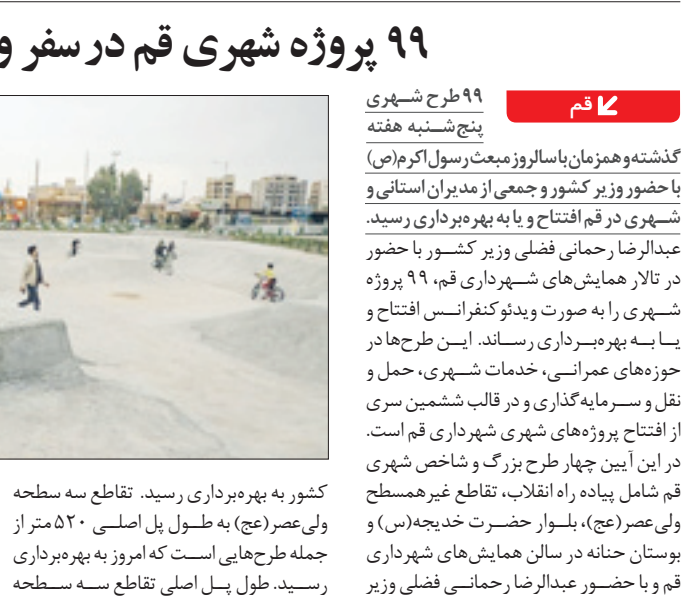 ۹۹ پروژه شهری قم در سفر و
قم
۹۹ طرح شهری
پنج‌شنبه هفته
گذشته و همزمان با سالروز مبعث رسول اکرم(ص)
با حضور وزیر کشور و جمعی از مدیران استانی و
شهری در قم افتتاح و یا به بهره‌برداری رسید.
عبدالرضا رحمانی فضلی وزیر کشور با حضور
در تالار همایش‌های شهرداری قم، ۹۹ پروژه
شهری را به صورت ویدئوکنفرانس افتتاح و
یا به بهره‌برداری رساند. این طرح‌ها در
حوزه‌های عمرانی، خدمات شهری، حمل و
نقل و سرمایه‌گذاری و در قالب ششمین سری
از افتتاح پروژه‌های شهری شهرداری قم است.
در این آیین چهار طرح بزرگ و شاخص شهری
قم شامل پیاده راه انقلاب، تقاطع غیرهمسطح
ولی‌عصر(عج)، بلوار حضرت خدیجه(س) و
بوستان حنانه در سالن همایش‌های شهرداری
قم و با حضور عبدالرضا رحمانی فضلی وزیر
کشور به بهره‌برداری رسید. تقاطع سه سطحه
ولی‌عصر(عج) به طول پل اصلی ۵۲۰ متر از
جمله طرح‌هایی است که امروز به بهره‌برداری
رسید. طول پل اصلی تقاطع سه سطحه